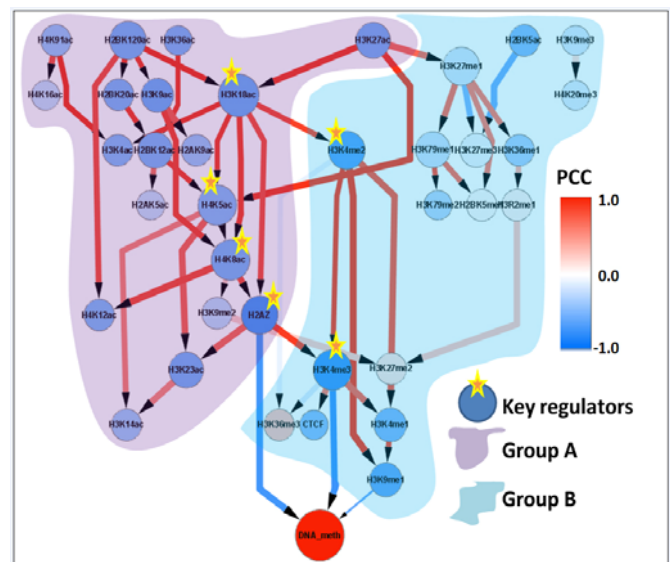 H4K91ac
H2BK120ac
H3K36ac
H3K27ac
H2BK5ac
H3K9me3
H3K27me1
H4K16ac
H2BK20ac
H3K9ac
H3K18ac
H4K20me3
H3K4ac
H2BK12ac
H2AK9ac
H3K4me2
H3K79me1
H3K27me3
H3K36me1
H2AK5ac
H4K5ac
H3K79me2
H2BK5me1
H3R2me1
H4K8ac
H4K12ac
H3K9me2
H2AZ
H3K23ac
H3K4me3
H3K27me2
H3K14ac
H3K36me3
CTCF
H3K4me1
H3K9me1
DNA_meth
PCC
1.0
0.0
-1.0
Key regulators
Group A
Group B